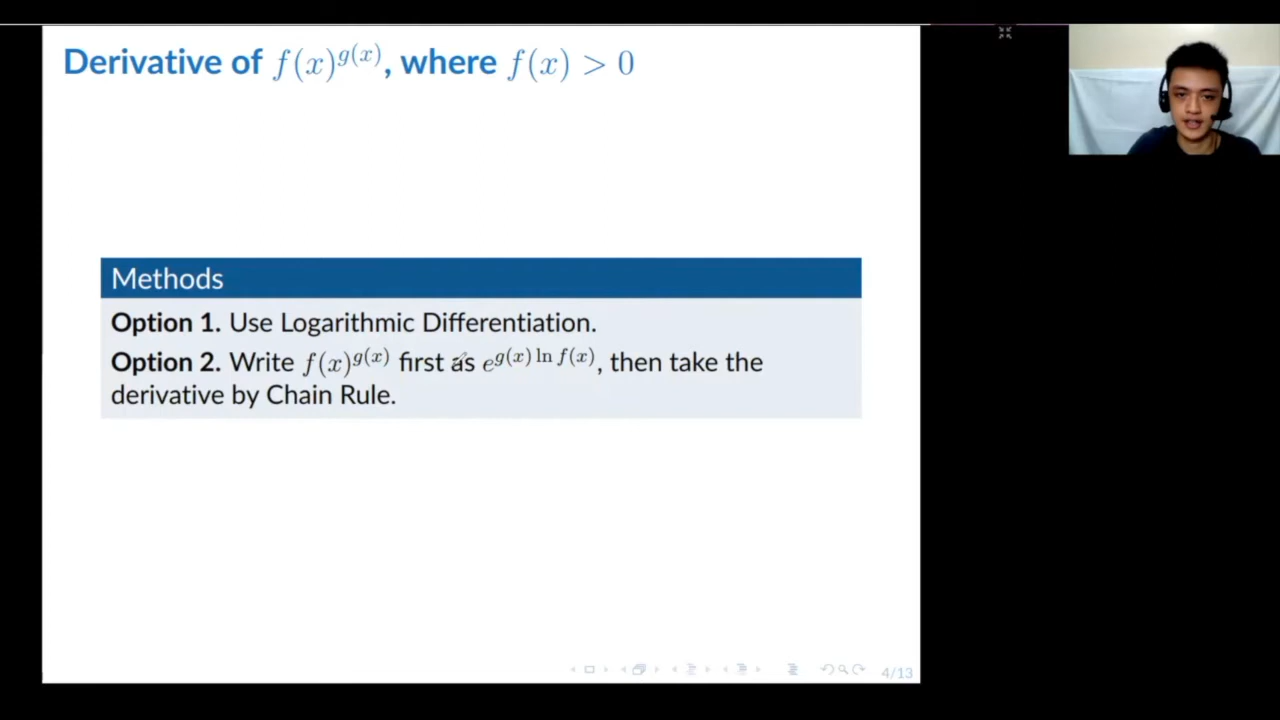 Derivative of $f(x)^{g(x)}$, where $f(x) > 0$
Methods
Option 1. Use Logarithmic Differentiation.
Option 2. Write $f(x)^{g(x)}$ first as $e^{g(x) \ln f(x)}$, then take the
derivative by Chain Rule.
4/13